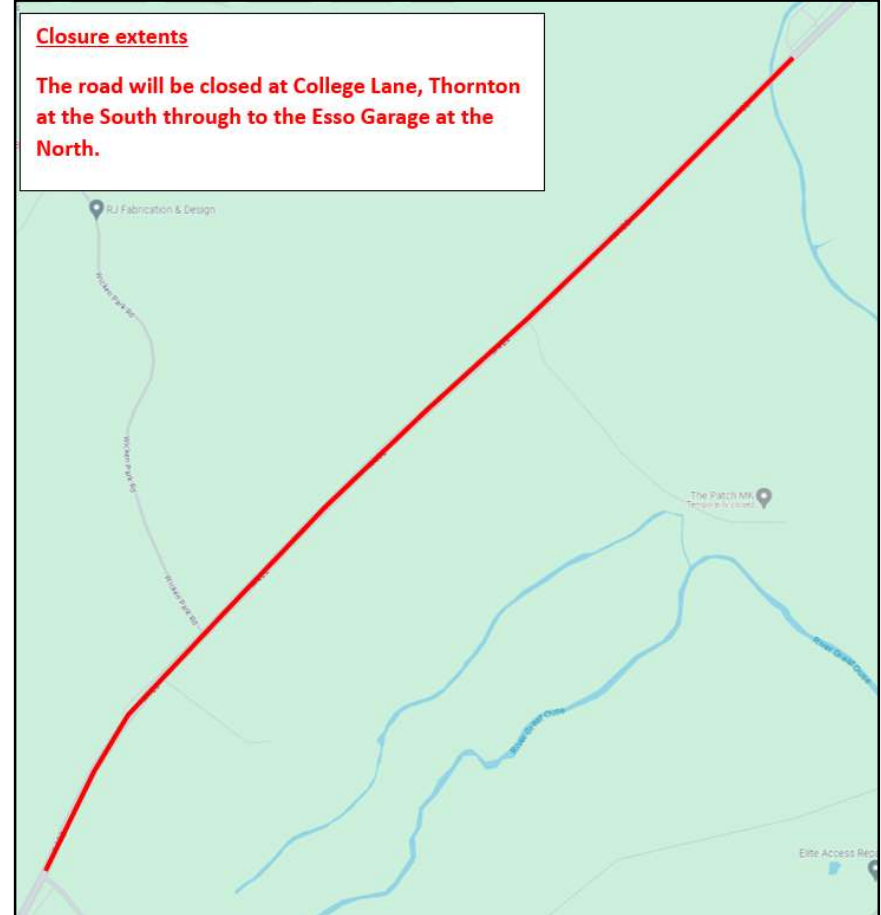 Closure extents
The road will be closed at College Lane, Thornton
at the South through to the Esso Garage at the
North.
RJ Fabrication & Design
Wicken Park Rd
Wicken Park Rd
Wicken Park Rd
The Patch MK
Temporarily closed
River Great Ouse
River Great Ouse
Elite Access